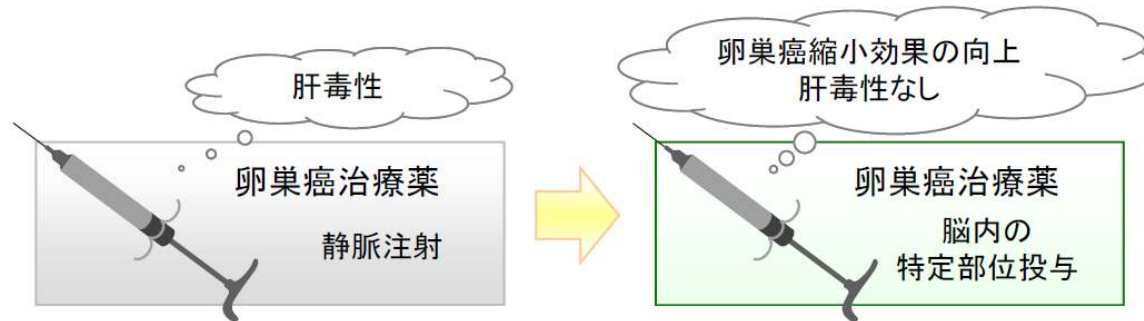 肝毒性
卵巣癌治療薬
静脈注射
卵巣癌縮小効果の向上
肝毒性なし
卵巣癌治療薬
脳内の
特定部位投与